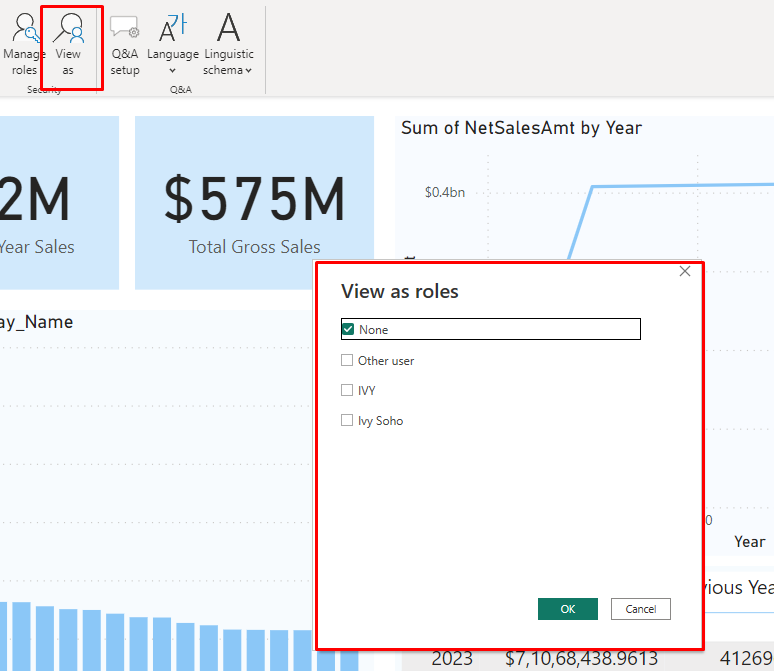 Manage roles
View as
Q&A setup
Language
Linguistic schema
Security
Q&A
2M
Year Sales
$575M
Total Gross Sales
Sum of NetSalesAmt by Year
$0.4bn
ay_Name
View as roles
None
Other user
IVY
Ivy Soho
OK
Cancel
0
Year
vious Yea
2023 $7,10,68,438.9613 41269